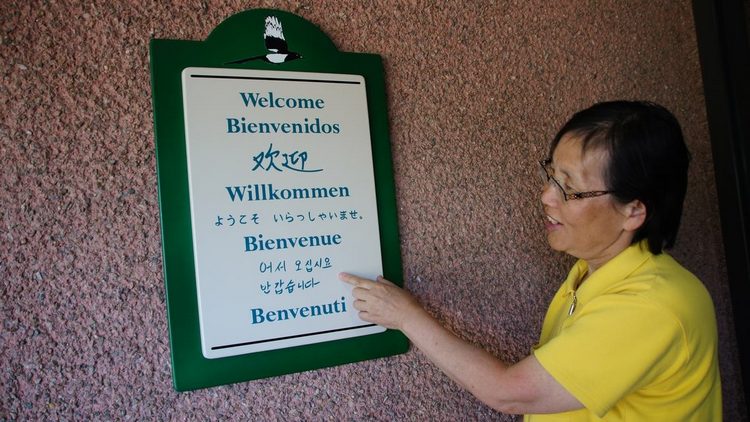 Welcome
Bienvenidos
欢迎
Willkommen
ようこそ いらっしゃいませ。
Bienvenue
어서 오십시요
반갑습니다
Benvenuti